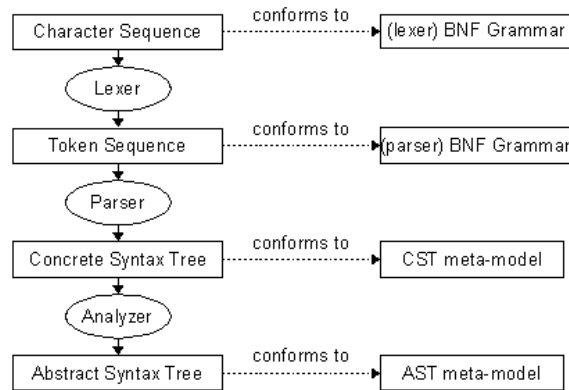 Character Sequence
conforms to
(lexer) BNF Grammar
Lexer
Token Sequence
conforms to
(parser) BNF Grammar
Parser
Concrete Syntax Tree
conforms to
CST meta-model
Analyzer
Abstract Syntax Tree
conforms to
AST meta-model